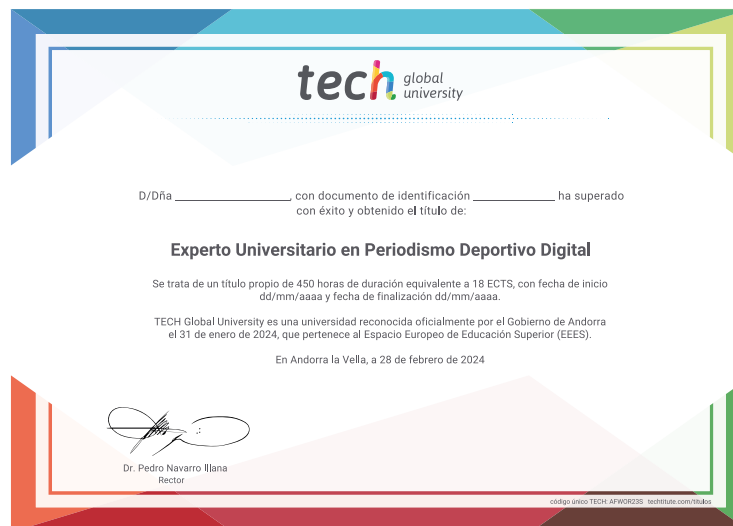 tech global university
D/Dña ______________, con documento de identificación __________ ha superado
con éxito y obtenido el título de:
Experto Universitario en Periodismo Deportivo Digital
Se trata de un título propio de 450 horas de duración equivalente a 18 ECTS, con fecha de inicio
dd/mm/aaaa y fecha de finalización dd/mm/aaaa.
TECH Global University es una universidad reconocida oficialmente por el Gobierno de Andorra
el 31 de enero de 2024, que pertenece al Espacio Europeo de Educación Superior (EEES).
En Andorra la Vella, a 28 de febrero de 2024
Dr. Pedro Navarro Illana
Rector
código único TECH: AFWOR23S techtitute.com/titulos